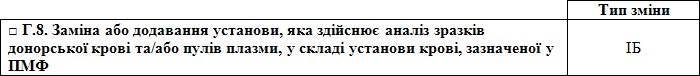 Тип зміни
□ Г.8. Заміна або додавання установи, яка здійснює аналіз зразків
донорської крові та/або пулів плазми, у складі установи крові, зазначеної у
ПМФ
ІБ